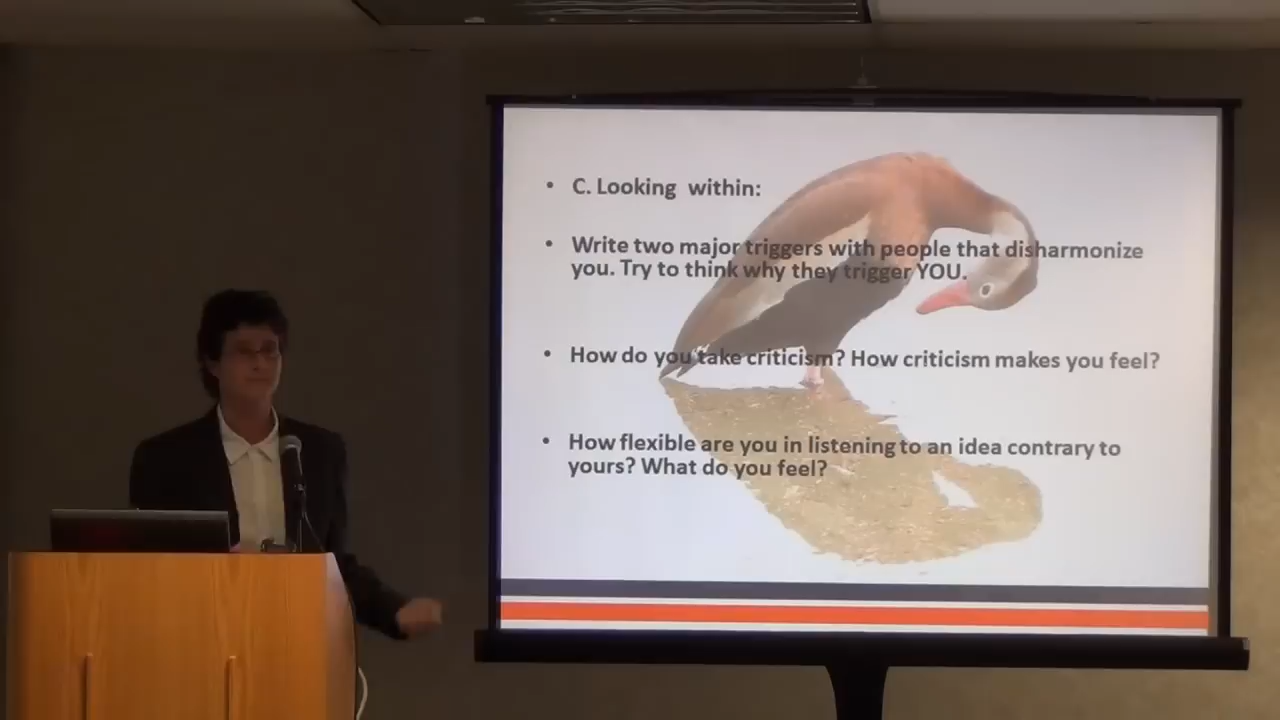 • C. Looking within:
• Write two major triggers with people that disharmonize
you. Try to think why they trigger YOU.
• How do you take criticism? How criticism makes you feel?
• How flexible are you in listening to an idea contrary to
yours? What do you feel?